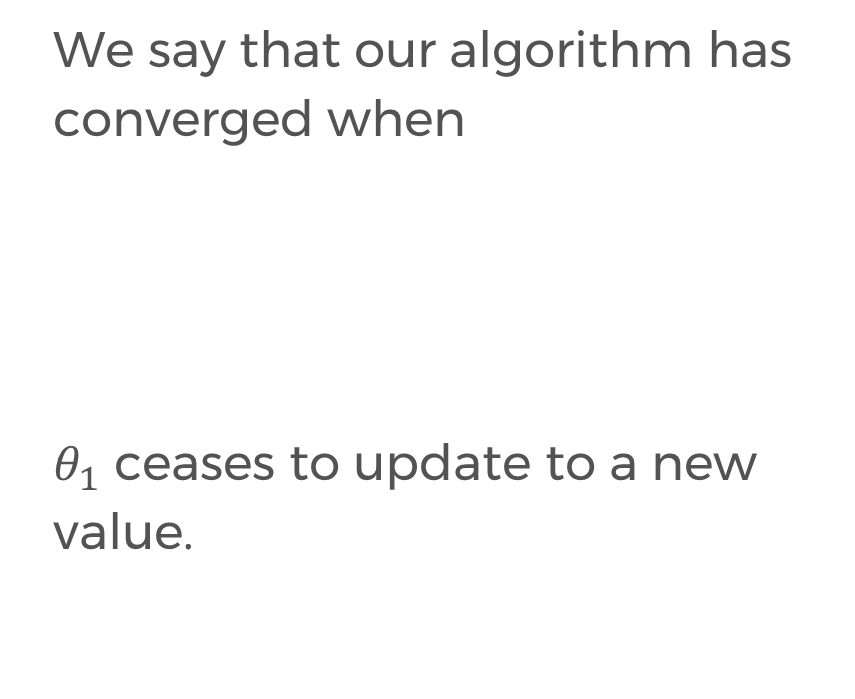 We say that our algorithm has
converged when
θ₁ ceases to update to a new
value.